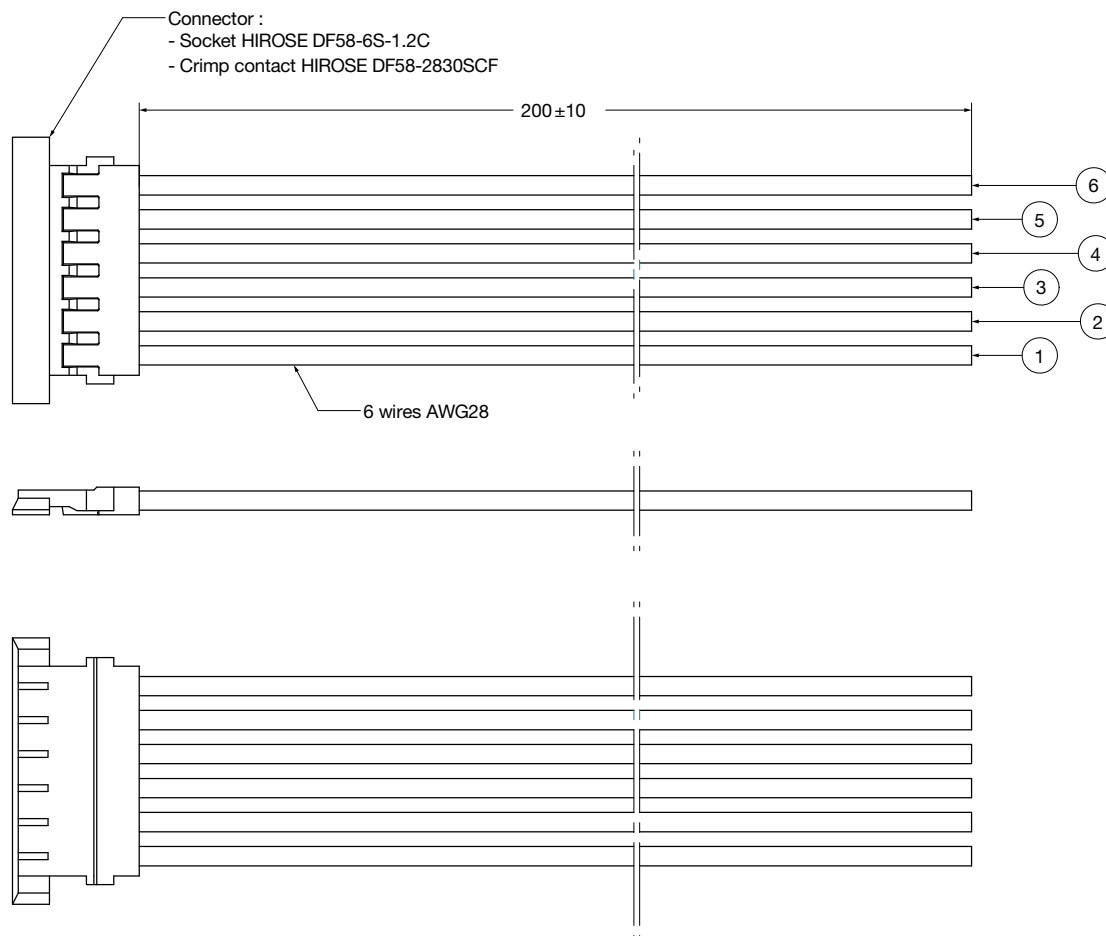 Connector :
- Socket HIROSE DF58-6S-1.2C
- Crimp contact HIROSE DF58-2830SCF
200±10
6
5
4
3
2
1
6 wires AWG28